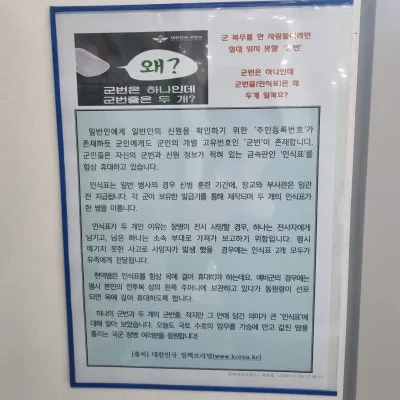 대한민국 국방부
왜?
군번은 하나인데
군번줄은 두 개?
군 복무를 한 사람들이라면
절대 잊지 못할 '군번'
군번은 하나인데
군번줄(인식표)은 왜
두개 일까요?
일반인에게 일반인의 신원을 확인하기 위한 '주민등록번호'가
존재하듯 군인에게도 군인의 개별 고유번호인 '군번'이 존재합니다.
군인들은 자신의 군번과 신원 정보가 적혀 있는 금속판인 '인식표'를
항상 휴대하고 있습니다.
인식표는 일반 병사의 경우 신병 훈련 기간에, 장교와 부사관은 임관
전 지급됩니다. 각 군이 보유한 발급기를 통해 제작되며 두 개의 인식표가
한 쌍을 이룹니다.
인식표가 두 개인 이유는 장병이 전시 사망할 경우, 하나는 전사자에게
남기고, 남은 하나는 소속 부대로 가져가 보고하기 위함입니다. 평시
예기치 못한 사고로 사망자가 발생 했을 경우에는 인식표 2개 모두가
유족에게 전달됩니다.
현역병은 인식표를 항상 목에 걸어 휴대해야 하는데요, 예비군의 경우에는
평시 본인의 전투복 상의 왼쪽 주머니에 보관하고 있다가 동원령이 선포
되면 목에 걸어 휴대하도록 합니다.
하나의 군번과 두 개의 군번줄, 작지만 그 안에 담긴 의미가 큰 '인식표'에
대해 알아 보았습니다. 오늘도 국토 수호의 임무를 가슴에 안고 값진 땀을
흘리는 국군 장병 여러분을 응원합니다!
[출처] 대한민국 정책브리핑(www.korea.kr)